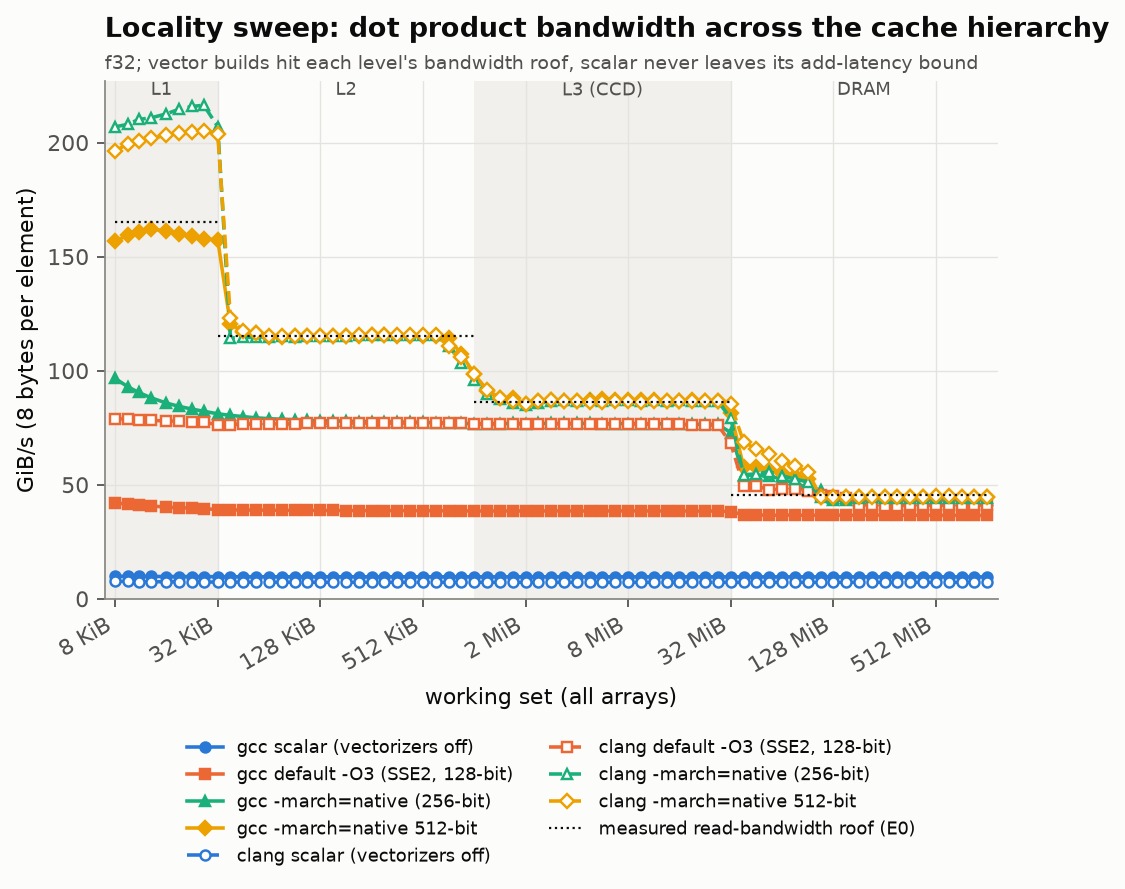 Locality sweep: dot product bandwidth across the cache hierarchy
f32; vector builds hit each level's bandwidth roof, scalar never leaves its add-latency bound
L1
L2
L3 (CCD)
DRAM
200
150
100
50
0
GiB/s (8 bytes per element)
8 KiB
32 KiB
128 KiB
512 KiB
2 MiB
8 MiB
32 MiB
128 MiB
512 MiB
working set (all arrays)
gcc scalar (vectorizers off)
gcc default -O3 (SSE2, 128-bit)
gcc -march=native (256-bit)
gcc -march=native 512-bit
clang scalar (vectorizers off)
clang default -O3 (SSE2, 128-bit)
clang -march=native (256-bit)
clang -march=native 512-bit
measured read-bandwidth roof (E0)